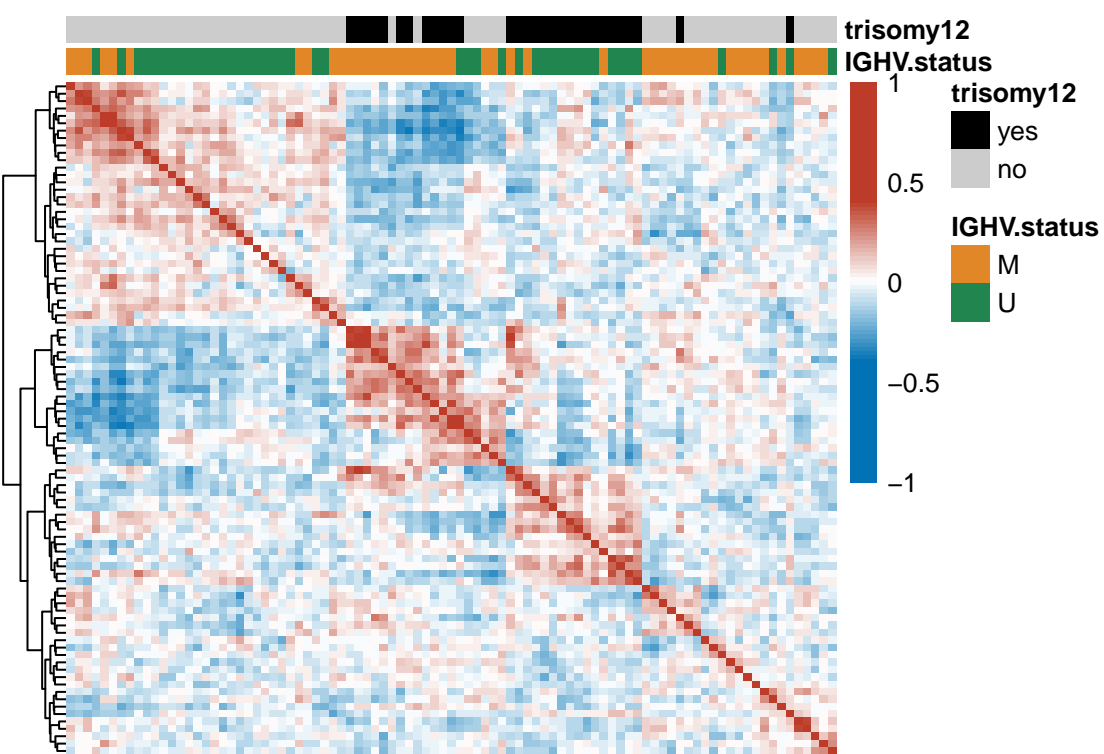 trisomy12
IGHV.status
1
0.5
0
−0.5
−1
trisomy12
yes
no
IGHV.status
M
U